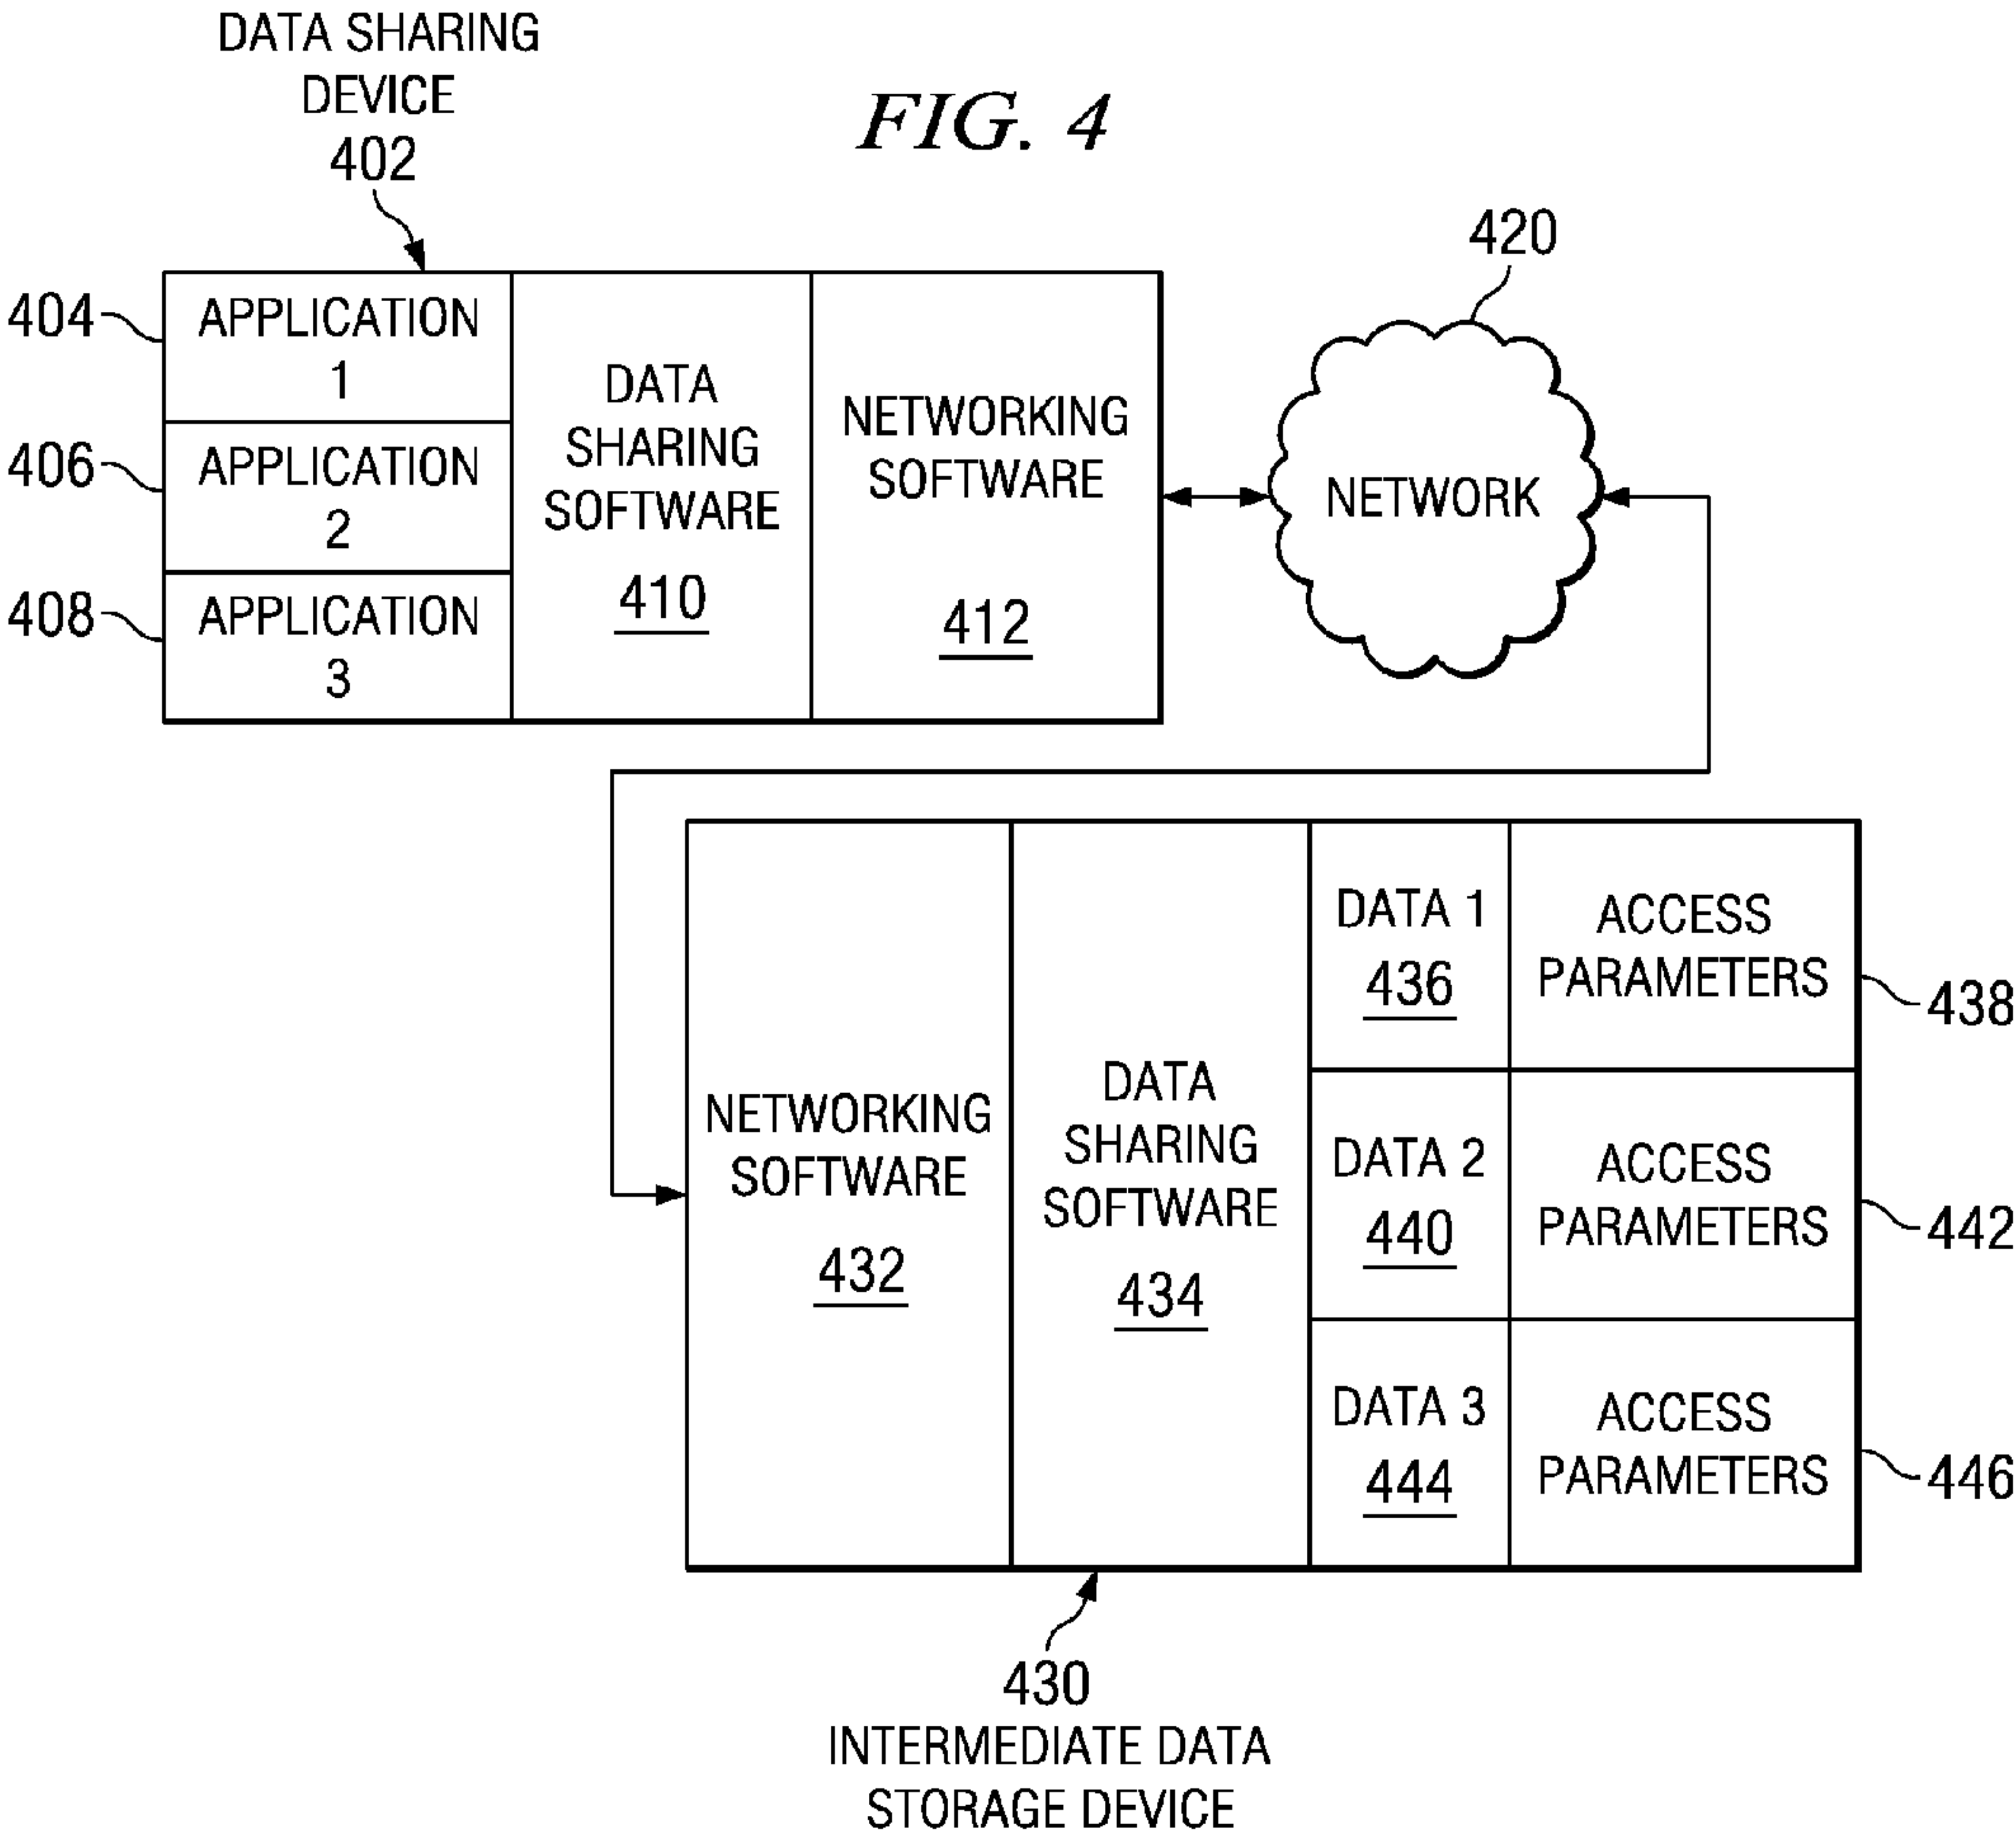 DATA SHARING
DEVICE
402
FIG. 4
420
404
APPLICATION
1
406
APPLICATION
2
408
APPLICATION
3
DATA
SHARING
SOFTWARE
410
NETWORKING
SOFTWARE
412
NETWORK
NETWORKING
SOFTWARE
432
DATA
SHARING
SOFTWARE
434
DATA 1
436
ACCESS
PARAMETERS
438
DATA 2
440
ACCESS
PARAMETERS
442
DATA 3
444
ACCESS
PARAMETERS
446
430
INTERMEDIATE DATA
STORAGE DEVICE